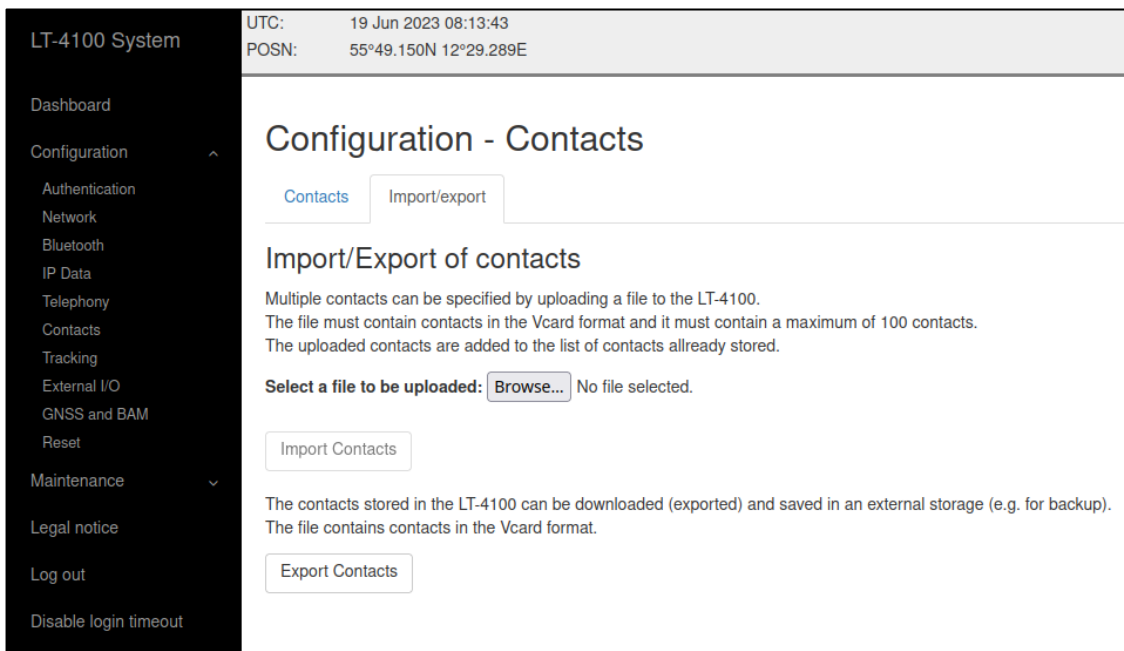 LT-4100 System
UTC: 19 Jun 2023 08:13:43
POSN: 55°49.150N 12°29.289E
Dashboard
Configuration
Authentication
Network
Bluetooth
IP Data
Telephony
Contacts
Tracking
External I/O
GNSS and BAM
Reset
Maintenance
Legal notice
Log out
Disable login timeout
Configuration - Contacts
Contacts Import/export
Import/Export of contacts
Multiple contacts can be specified by uploading a file to the LT-4100.
The file must contain contacts in the Vcard format and it must contain a maximum of 100 contacts.
The uploaded contacts are added to the list of contacts allready stored.
Select a file to be uploaded: Browse... No file selected.
Import Contacts
The contacts stored in the LT-4100 can be downloaded (exported) and saved in an external storage (e.g. for backup).
The file contains contacts in the Vcard format.
Export Contacts